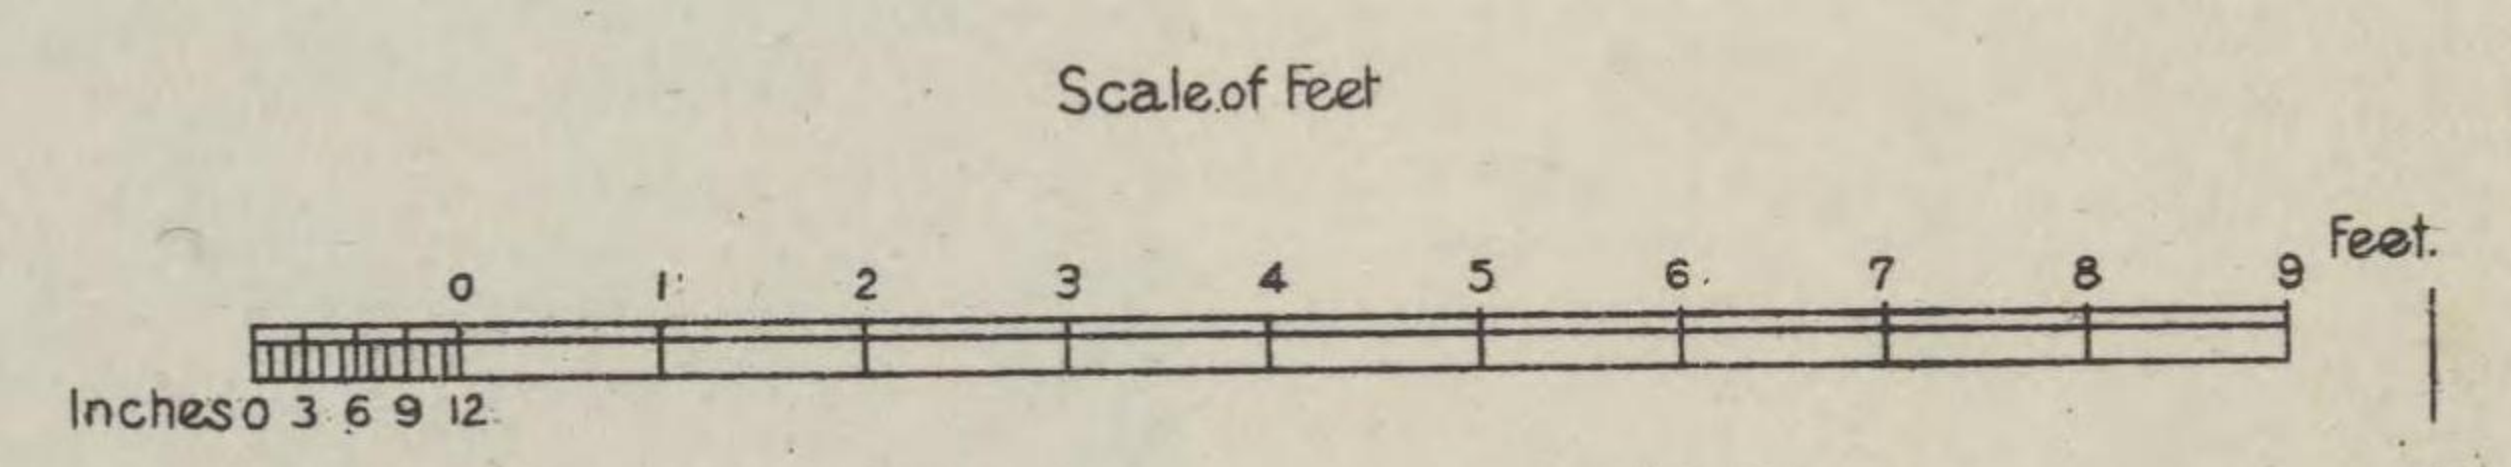 Scale of Feet
0 1 2 3 4 5 6 7 8 9 Feet.
Inches 0 3 6 9 12